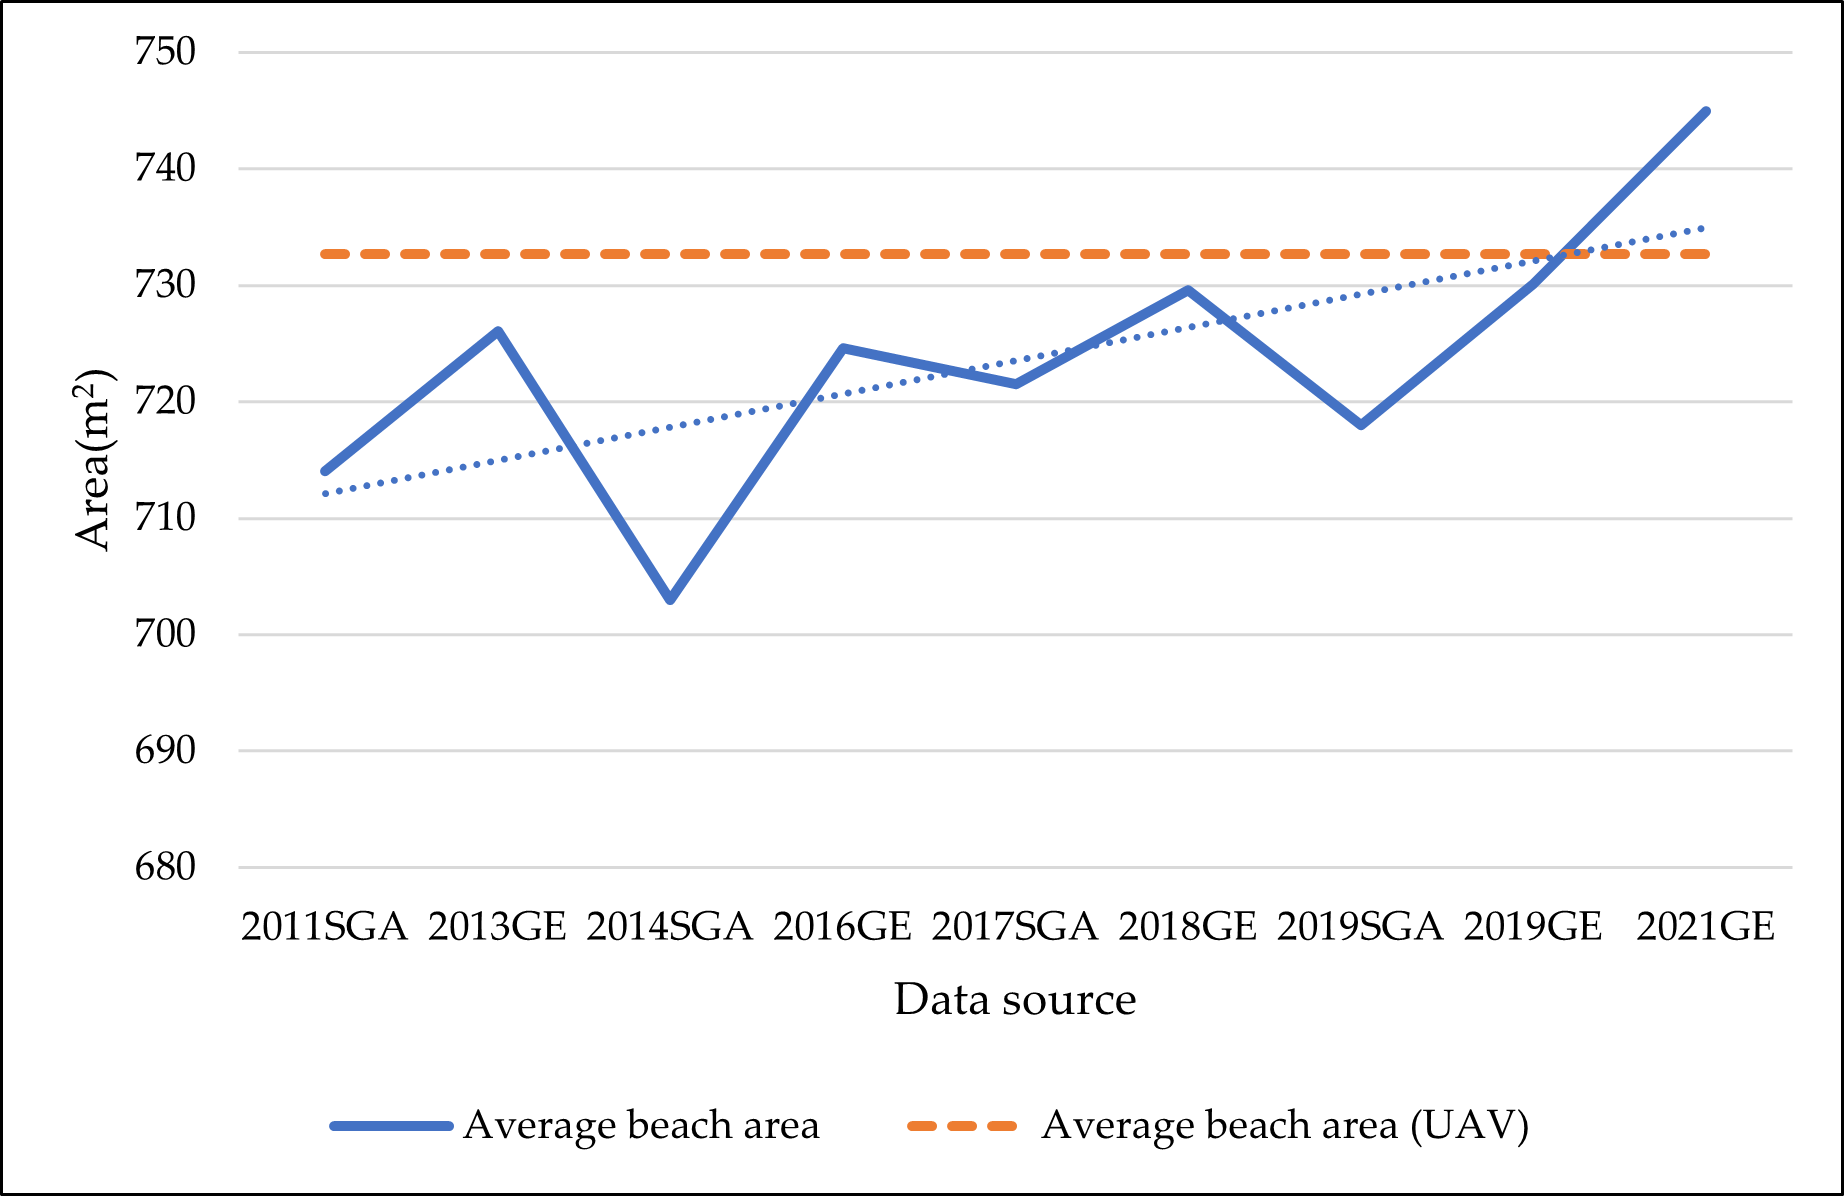 750
740
730
720
710
700
690
680
Area(m²)
2011SGA 2013GE 2014SGA 2016GE 2017SGA 2018GE 2019SGA 2019GE 2021GE
Data source
Average beach area Average beach area (UAV)